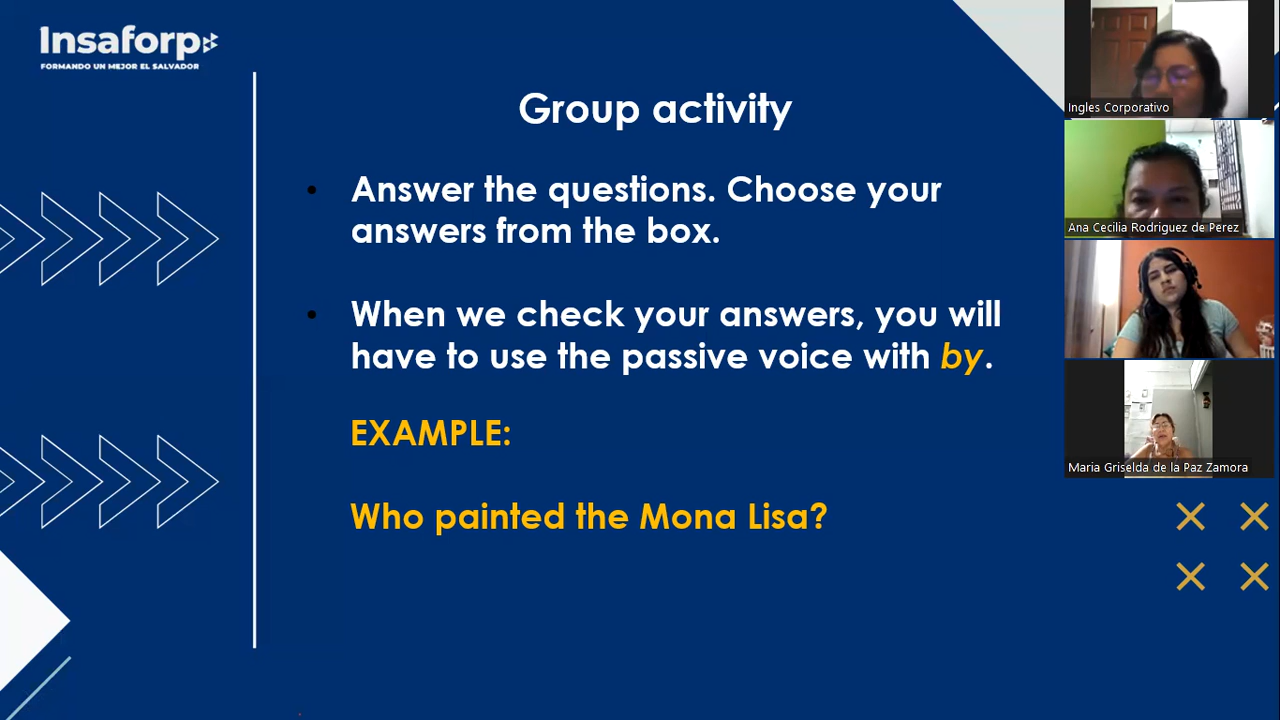 Insaforp
FORMANDO UN MEJOR EL SALVADOR
Group activity
• Answer the questions. Choose your
answers from the box.
• When we check your answers, you will
have to use the passive voice with by.
EXAMPLE:
Who painted the Mona Lisa?
Ingles Corporativo
Ana Cecilia Rodriguez de Perez
Maria Griselda de la Paz Zamora